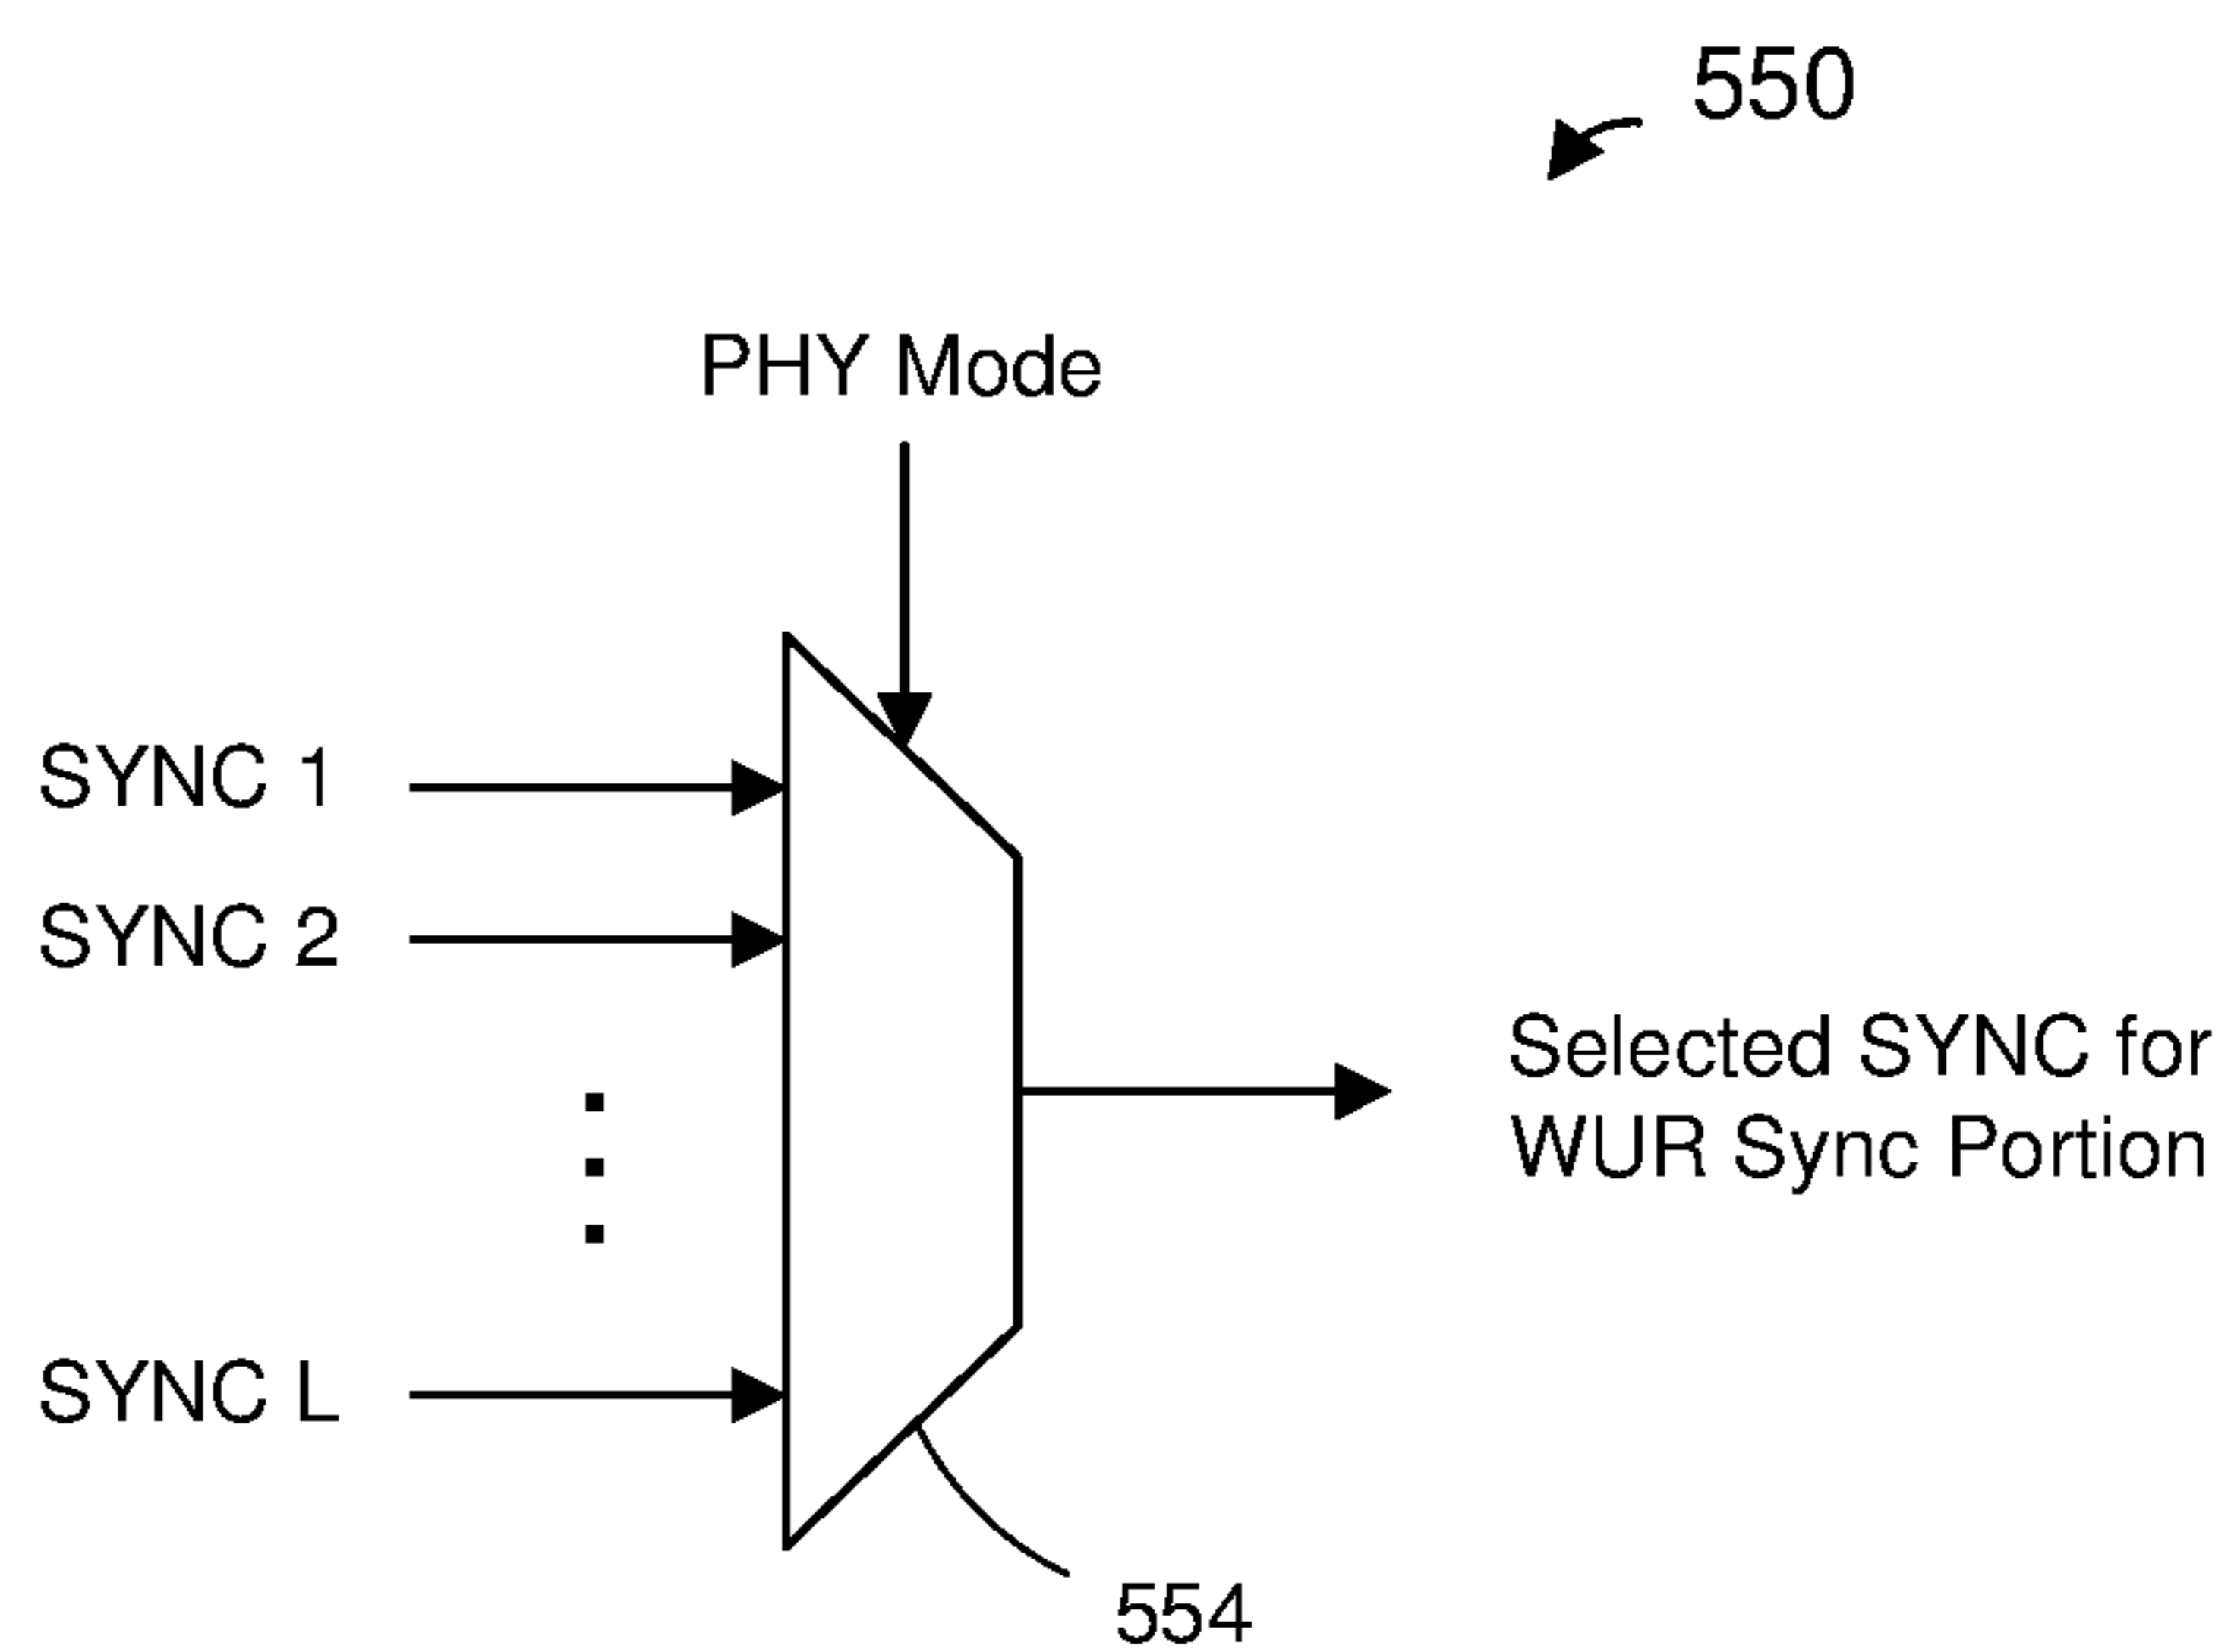 550
PHY Mode
SYNC 1
SYNC 2
Selected SYNC for
WUR Sync Portion
SYNC L
554